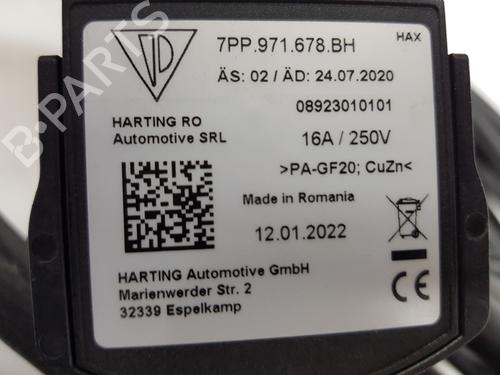 7PP.971.678.BH
HAX
ÄS: 02 / ÄD: 24.07.2020
08923010101
HARTING RO
Automotive SRL
16A / 250V
>PA-GF20; CuZn<
Made in Romania
12.01.2022
HARTING Automotive GmbH
Marienwerder Str. 2
32339 Espelkamp
CE
B-PARTS